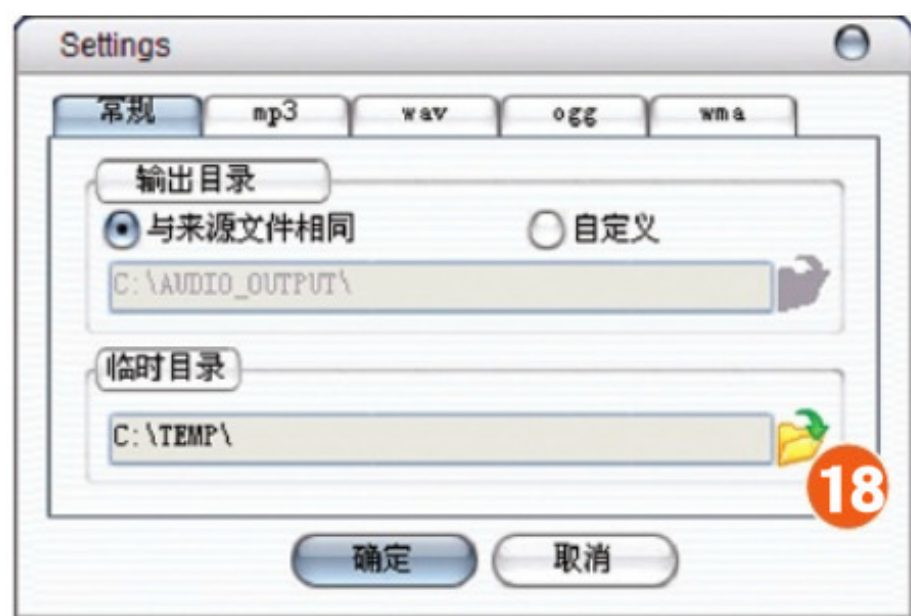 Settings
常规 mp3 wav ogg wma
输出目录
与来源文件相同 自定义
C:\AUDIO_OUTPUT\
临时目录
C:\TEMP\
18
确定 取消